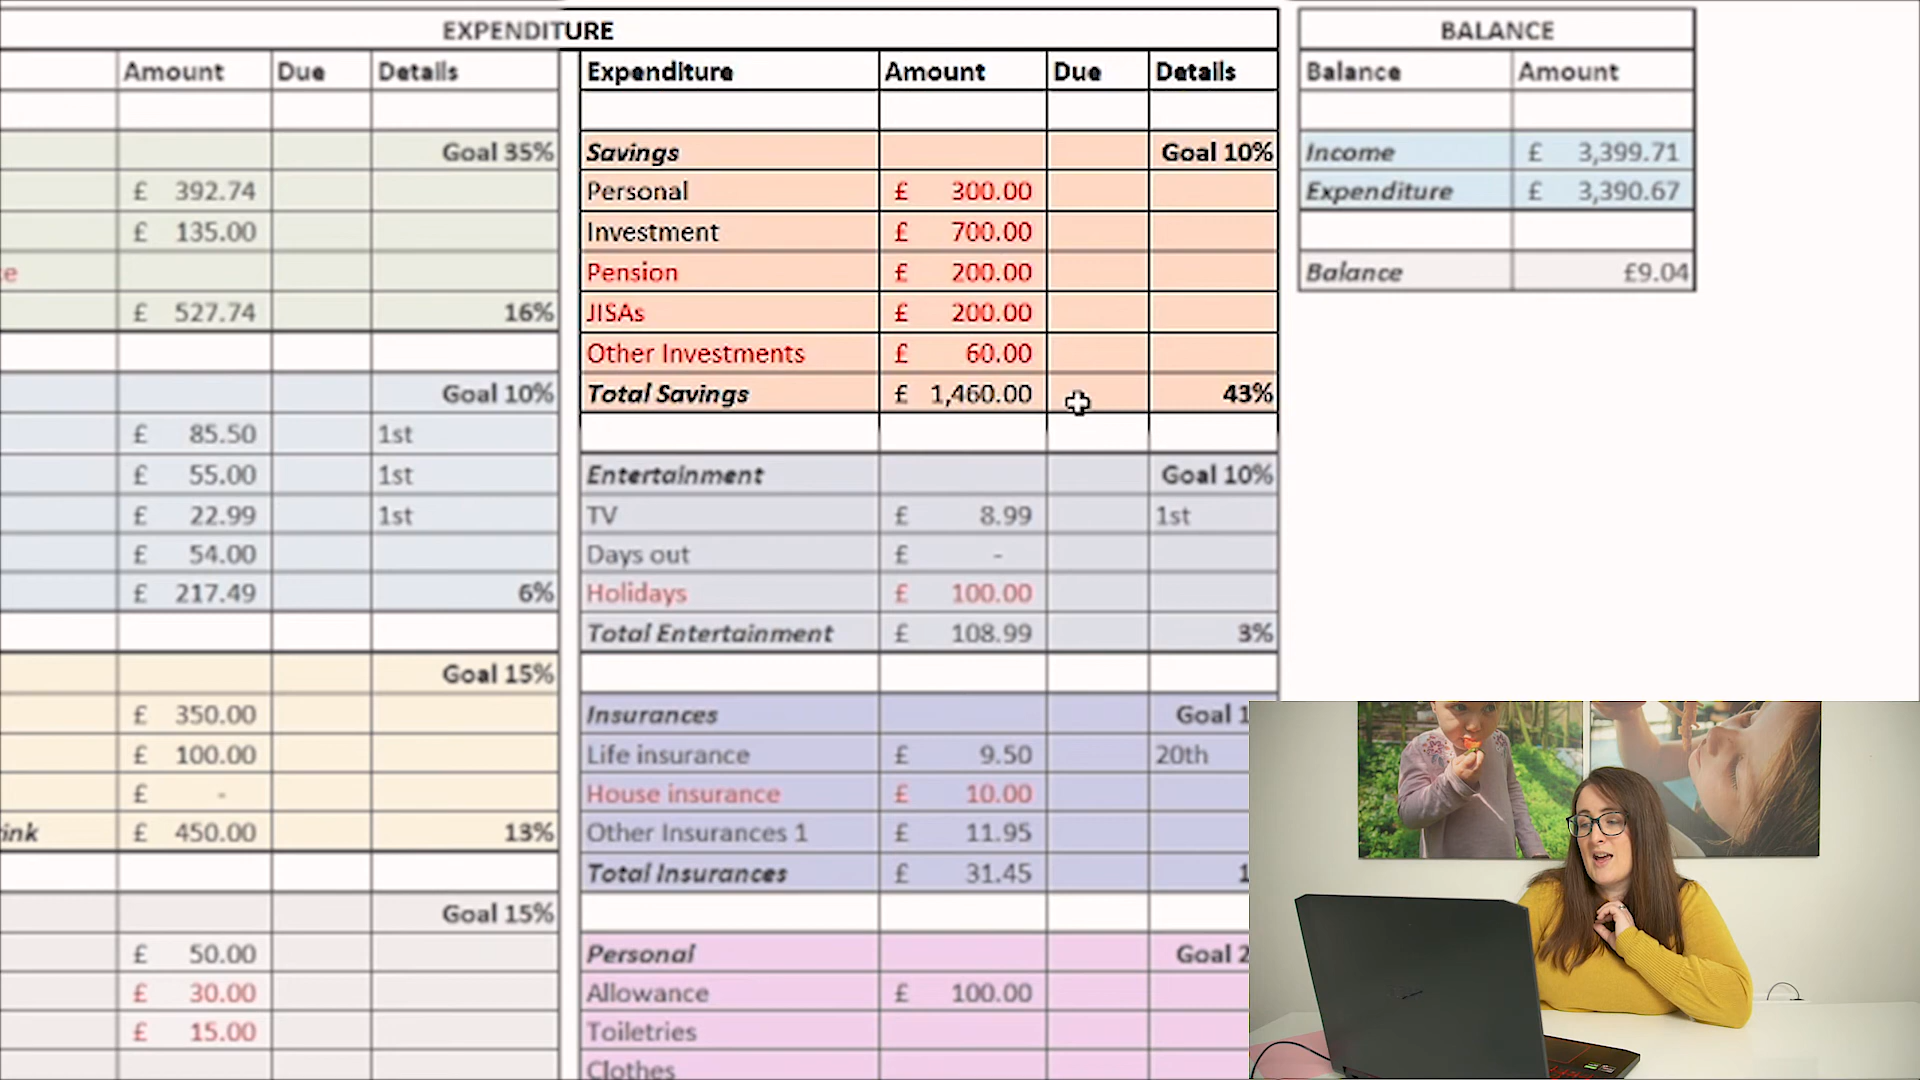 EXPENDITURE
BALANCE
Amount Due Details Expenditure Amount Due Details Balance Amount
Goal 35% Savings Goal 10% Income £ 3,399.71
£ 392.74 Personal £ 300.00 Expenditure £ 3,390.67
£ 135.00 Investment £ 700.00
e Pension £ 200.00 Balance £9.04
£ 527.74 16% JISAs £ 200.00
Other Investments £ 60.00
Goal 10% Total Savings £ 1,460.00 43%
£ 85.50 1st
£ 55.00 1st Entertainment Goal 10%
£ 22.99 1st TV £ 8.99 1st
£ 54.00 Days out £ -
£ 217.49 6% Holidays £ 100.00
Total Entertainment £ 108.99 3%
Goal 15%
£ 350.00 Insurances Goal 1
£ 100.00 Life insurance £ 9.50 20th
£ - House insurance £ 10.00
ink £ 450.00 13% Other Insurances 1 £ 11.95
Total Insurances £ 31.45 1
Goal 15%
£ 50.00 Personal Goal 2
£ 30.00 Allowance £ 100.00
£ 15.00 Toiletries
Clothes